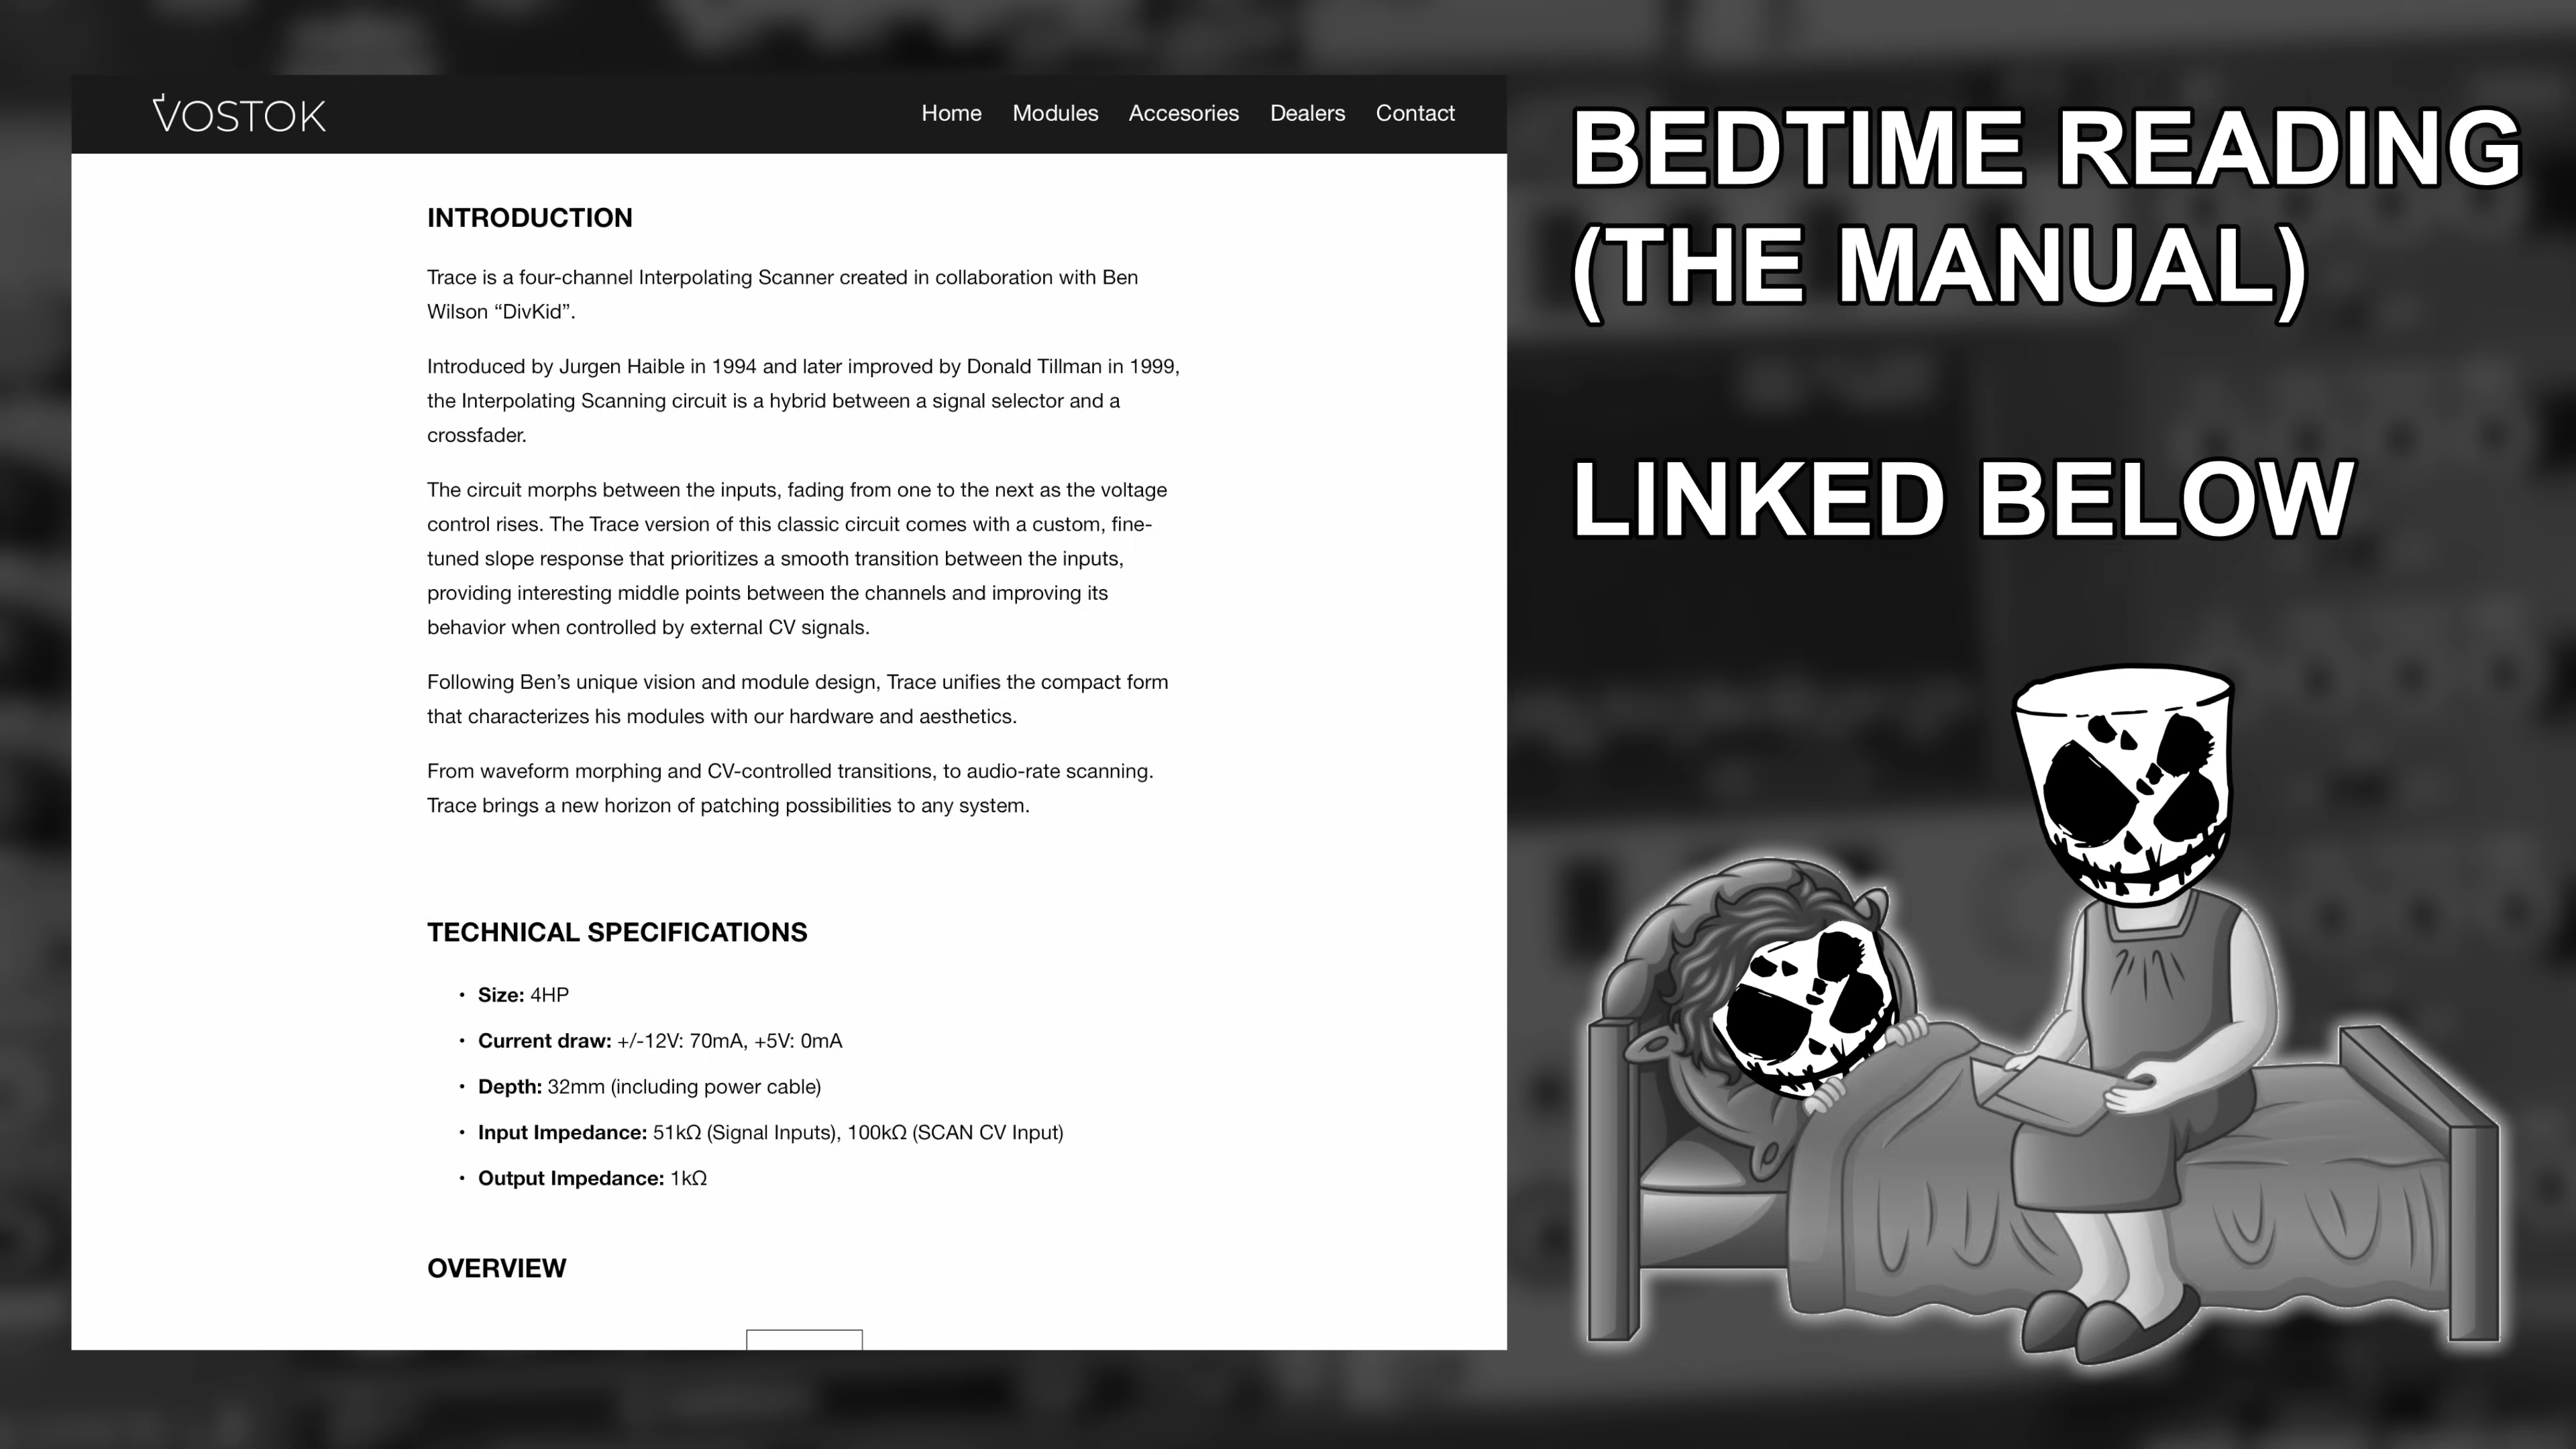 VOSTOK
Home Modules Accesories Dealers Contact
INTRODUCTION
Trace is a four-channel Interpolating Scanner created in collaboration with Ben
Wilson “DivKid”.
Introduced by Jurgen Haible in 1994 and later improved by Donald Tillman in 1999,
the Interpolating Scanning circuit is a hybrid between a signal selector and a
crossfader.
The circuit morphs between the inputs, fading from one to the next as the voltage
control rises. The Trace version of this classic circuit comes with a custom, fine-
tuned slope response that prioritizes a smooth transition between the inputs,
providing interesting middle points between the channels and improving its
behavior when controlled by external CV signals.
Following Ben’s unique vision and module design, Trace unifies the compact form
that characterizes his modules with our hardware and aesthetics.
From waveform morphing and CV-controlled transitions, to audio-rate scanning.
Trace brings a new horizon of patching possibilities to any system.
TECHNICAL SPECIFICATIONS
• Size: 4HP
• Current draw: +/-12V: 70mA, +5V: 0mA
• Depth: 32mm (including power cable)
• Input Impedance: 51kΩ (Signal Inputs), 100kΩ (SCAN CV Input)
• Output Impedance: 1kΩ
OVERVIEW
BEDTIME READING
(THE MANUAL)
LINKED BELOW